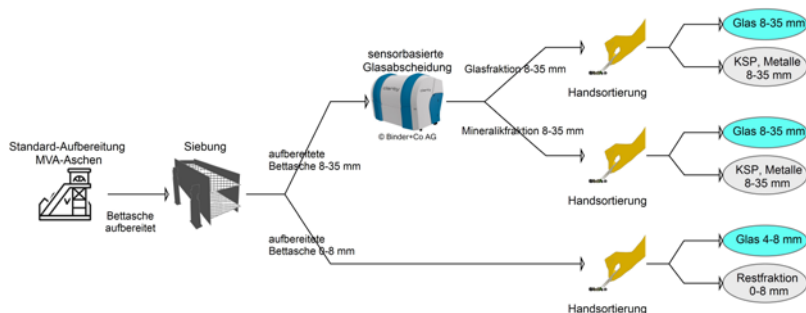 Standard-Aufbereitung
MVA-Aschen
Bettasche
aufbereitet
Siebung
aufbereitete
Bettasche 8-35 mm
aufbereitete
Bettasche 0-8 mm
sensorbasierte
Glasabscheidung
© Binder+Co AG
Glasfraktion 8-35 mm
Mineralikfraktion 8-35 mm
Handsortierung
Glas 8-35 mm
KSP, Metalle
8-35 mm
Handsortierung
Glas 8-35 mm
KSP, Metalle
8-35 mm
Handsortierung
Glas 4-8 mm
Restfraktion
0-8 mm